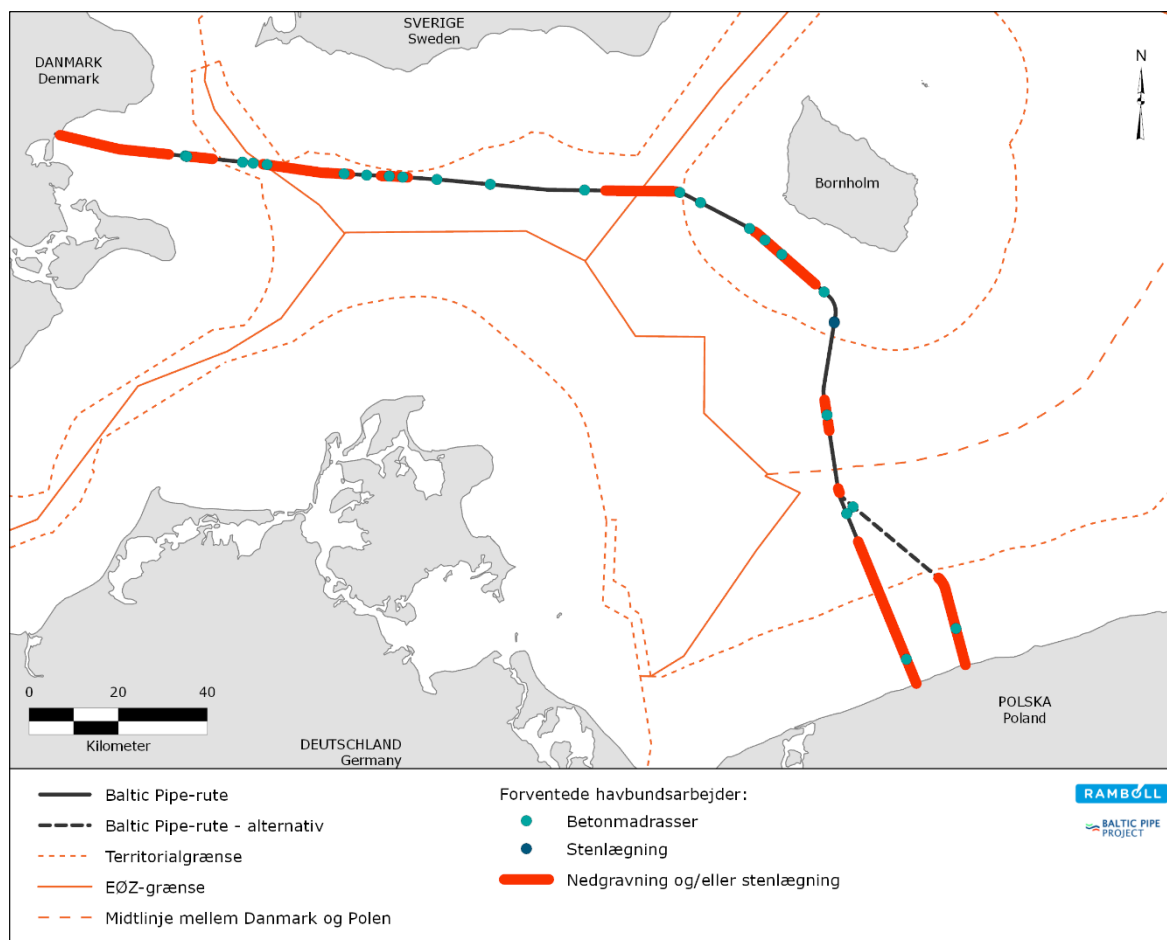 SVERIGE
Sweden
DANMARK
Denmark
N
Bornholm
0 20 40
Kilometer
DEUTSCHLAND
Germany
POLSKA
Poland
Baltic Pipe-rute
Baltic Pipe-rute - alternativ
Territorialgrænse
EØZ-grænse
Midtlinje mellem Danmark og Polen
Forventede havbundsarbejder:
Betonmadrasser
Stenlægning
Nedgravning og/eller stenlægning
RAMBOLL
BALTIC PIPE
PROJECT